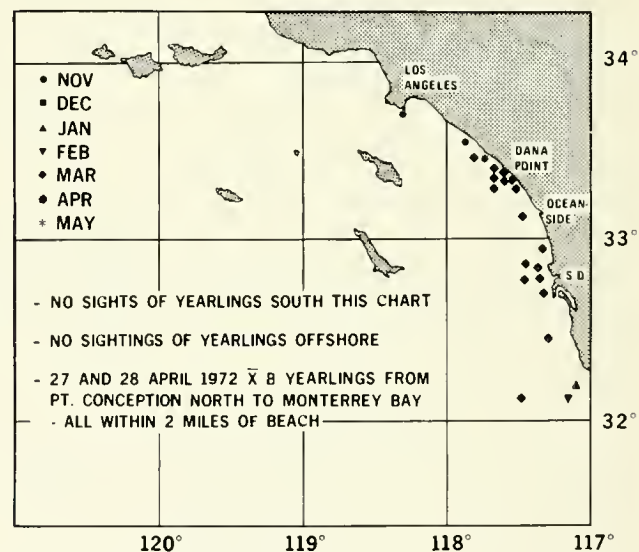 34°
LOS
ANGELES
NOV
DEC
JAN
FEB
MAR
APR
MAY
DANA
POINT
OCEAN-
SIDE
33°
S D
- NO SIGHTS OF YEARLINGS SOUTH THIS CHART
- NO SIGHTINGS OF YEARLINGS OFFSHORE
- 27 AND 28 APRIL 1972 X̄ 8 YEARLINGS FROM
PT. CONCEPTION NORTH TO MONTERREY BAY
- ALL WITHIN 2 MILES OF BEACH
32°
120° 119° 118° 117°